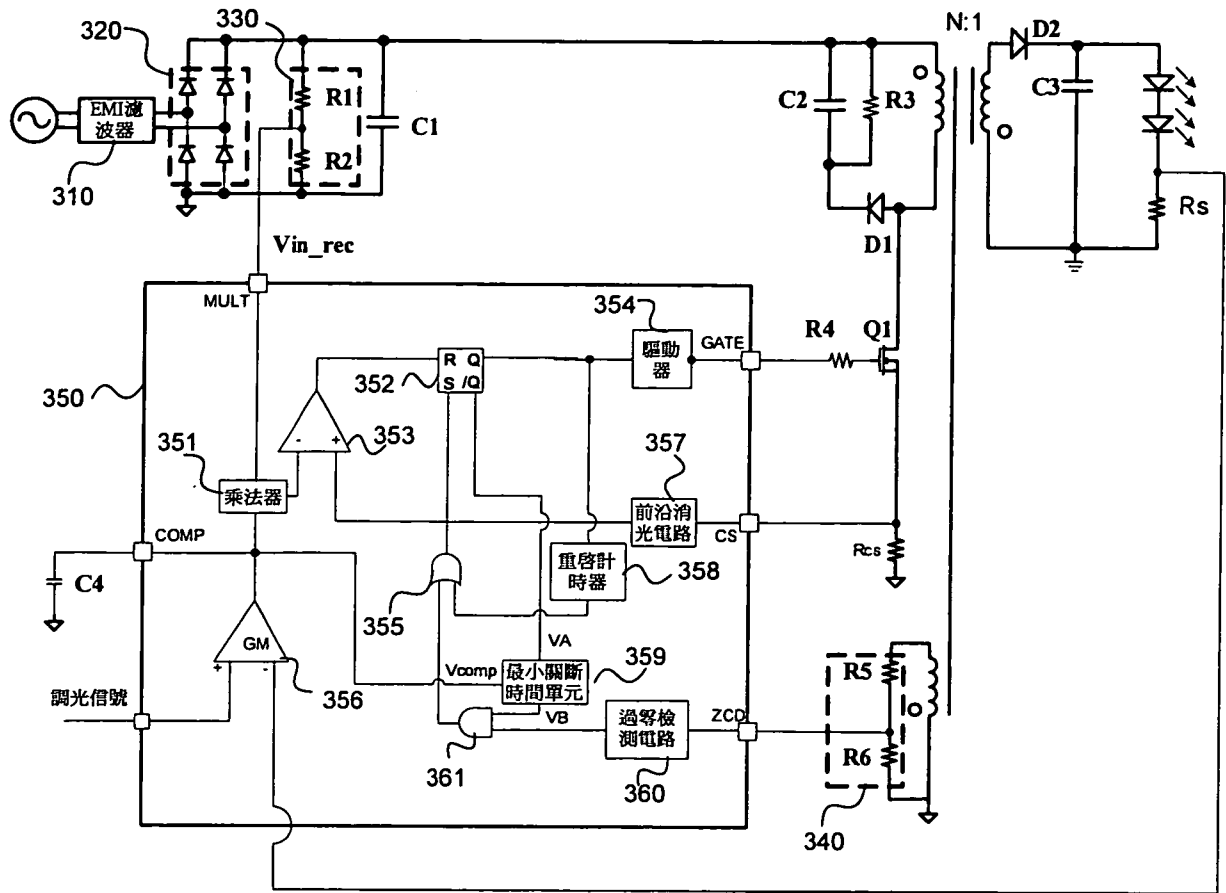 330
N:1
D2
320
R1
R2
C1
C2
R3
C3
EMI濾
波器
310
Rs
D1
Vin_rec
MULT
354
GATE
R4
Q1
驅動
器
R Q
S /Q
352
350
- +
353
351
乘法器
357
前沿消
光電路
CS
Rcs
COMP
C4
重啓計
時器
358
355
VA
GM
+ -
356
Vcomp
最小關斷
時間單元
359
R5
調光信號
VB
過零檢
測電路
ZCD
361
360
R6
340